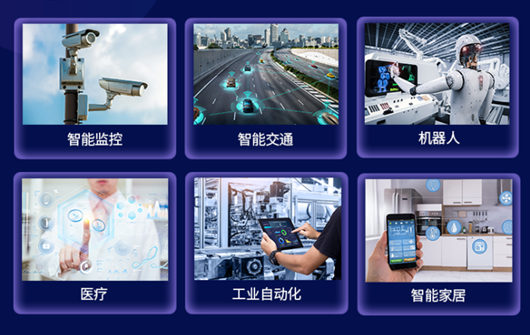 智能监控
智能交通
机器人
医疗
工业自动化
智能家居